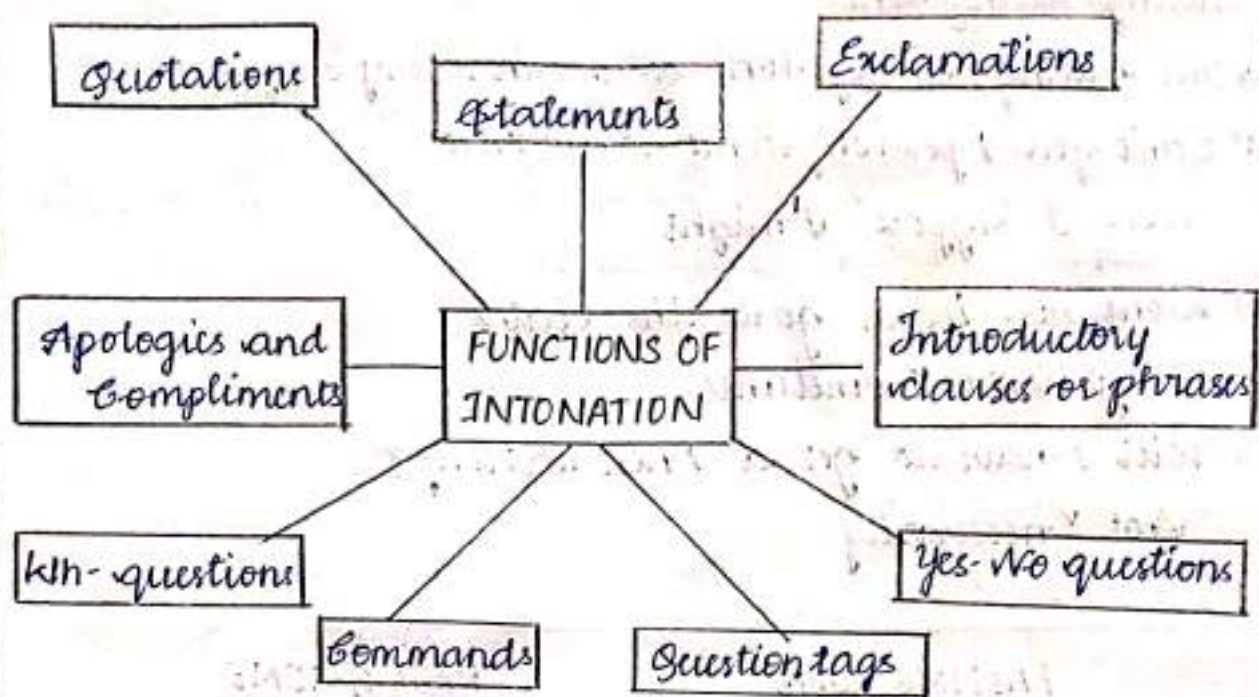 Quotations
Statements
Exclamations
Apologies and
Compliments
FUNCTIONS OF
INTONATION
Introductory
clauses or phrases
Wh-questions
Yes-No questions
Commands
Question tags